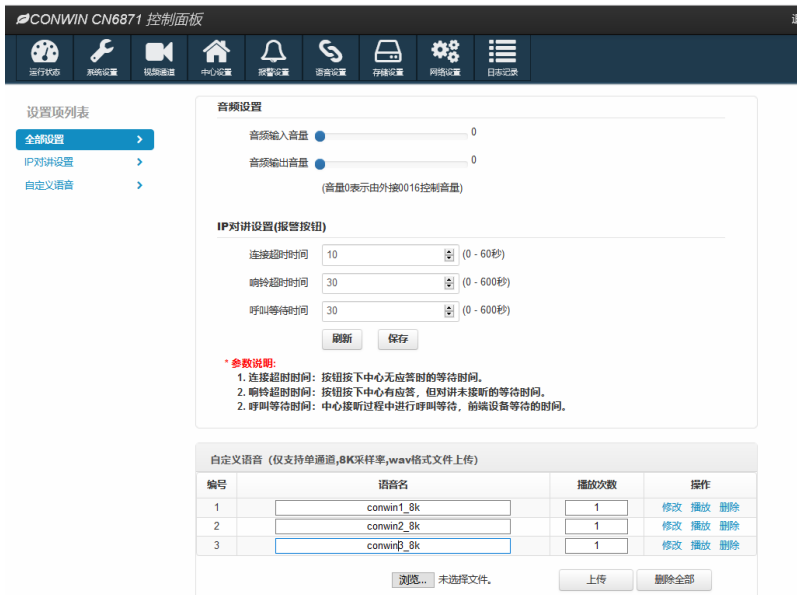 CONWIN CN6871 控制面板
运行状态 系统设置 视频通道 中心设置 报警设置 语音设置 存储设置 网络设置 日志记录
设置项列表
全部设置
IP对讲设置
自定义语音
音频设置
音频输入音量 0
音频输出音量 0
(音量0表示由外接0016控制音量)
IP对讲设置(报警按钮)
连接超时时间 10 (0 - 60秒)
响铃超时时间 30 (0 - 600秒)
呼叫等待时间 30 (0 - 600秒)
刷新 保存
* 参数说明:
1. 连接超时时间：按钮按下中心无应答时的等待时间。
2. 响铃超时时间：按钮按下中心有应答，但对讲未接听的等待时间。
2. 呼叫等待时间：中心接听过程中进行呼叫等待，前端设备等待的时间。
自定义语音（仅支持单通道,8K采样率,wav格式文件上传）
编号 语音名 播放次数 操作
1 conwin1_8k 1 修改 播放 删除
2 conwin2_8k 1 修改 播放 删除
3 conwin3_8k 1 修改 播放 删除
浏览... 未选择文件。 上传 删除全部